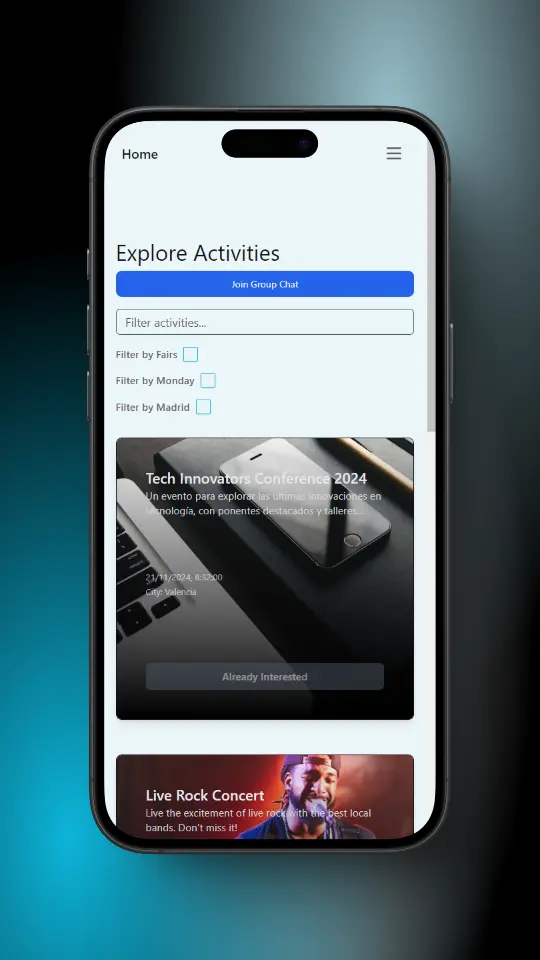 Home
Explore Activities
Join Group Chat
Filter activities...
Filter by Fairs
Filter by Monday
Filter by Madrid
Tech Innovators Conference 2024
Un evento para explorar las últimas innovaciones en
tecnología, con ponentes destacados y talleres...
21/11/2024, 8:32:00
City: Valencia
Already Interested
Live Rock Concert
Live the excitement of live rock with the best local
bands. Don't miss it!